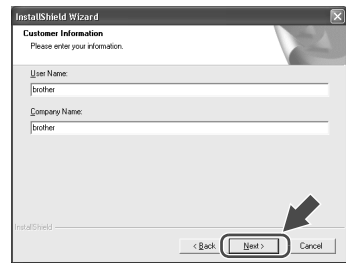 InstallShield Wizard
Customer Information
Please enter your information.
User Name:
brother
Company Name:
brother
InstallShield
< Back Next > Cancel